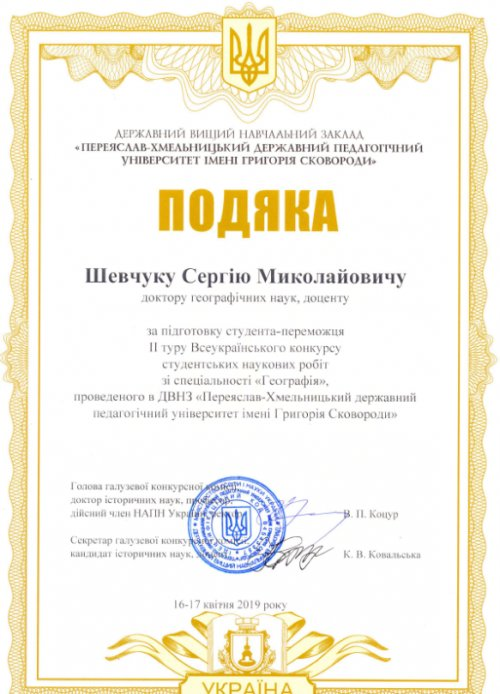 ДЕРЖАВНИЙ ВИЩИЙ НАВЧАЛЬНИЙ ЗАКЛАД
«ПЕРЕЯСЛАВ-ХМЕЛЬНИЦЬКИЙ ДЕРЖАВНИЙ ПЕДАГОГІЧНИЙ
УНІВЕРСИТЕТ ІМЕНІ ГРИГОРІЯ СКОВОРОДИ»
ПОДЯКА
Шевчуку Сергію Миколайовичу
доктору географічних наук, доценту
за підготовку студента-переможця
ІІ туру Всеукраїнського конкурсу
студентських наукових робіт
зі спеціальності «Географія»,
проведеного в ДВНЗ «Переяслав-Хмельницький державний
педагогічний університет імені Григорія Сковороди»
Голова галузевої конкурсної
доктор історичних наук,
дійсний член НАПН України
В. П. Коцур
Секретар галузевої
кандидат історичних наук,
К. В. Ковальська
16-17 квітня 2019 року
УКРАЇНА